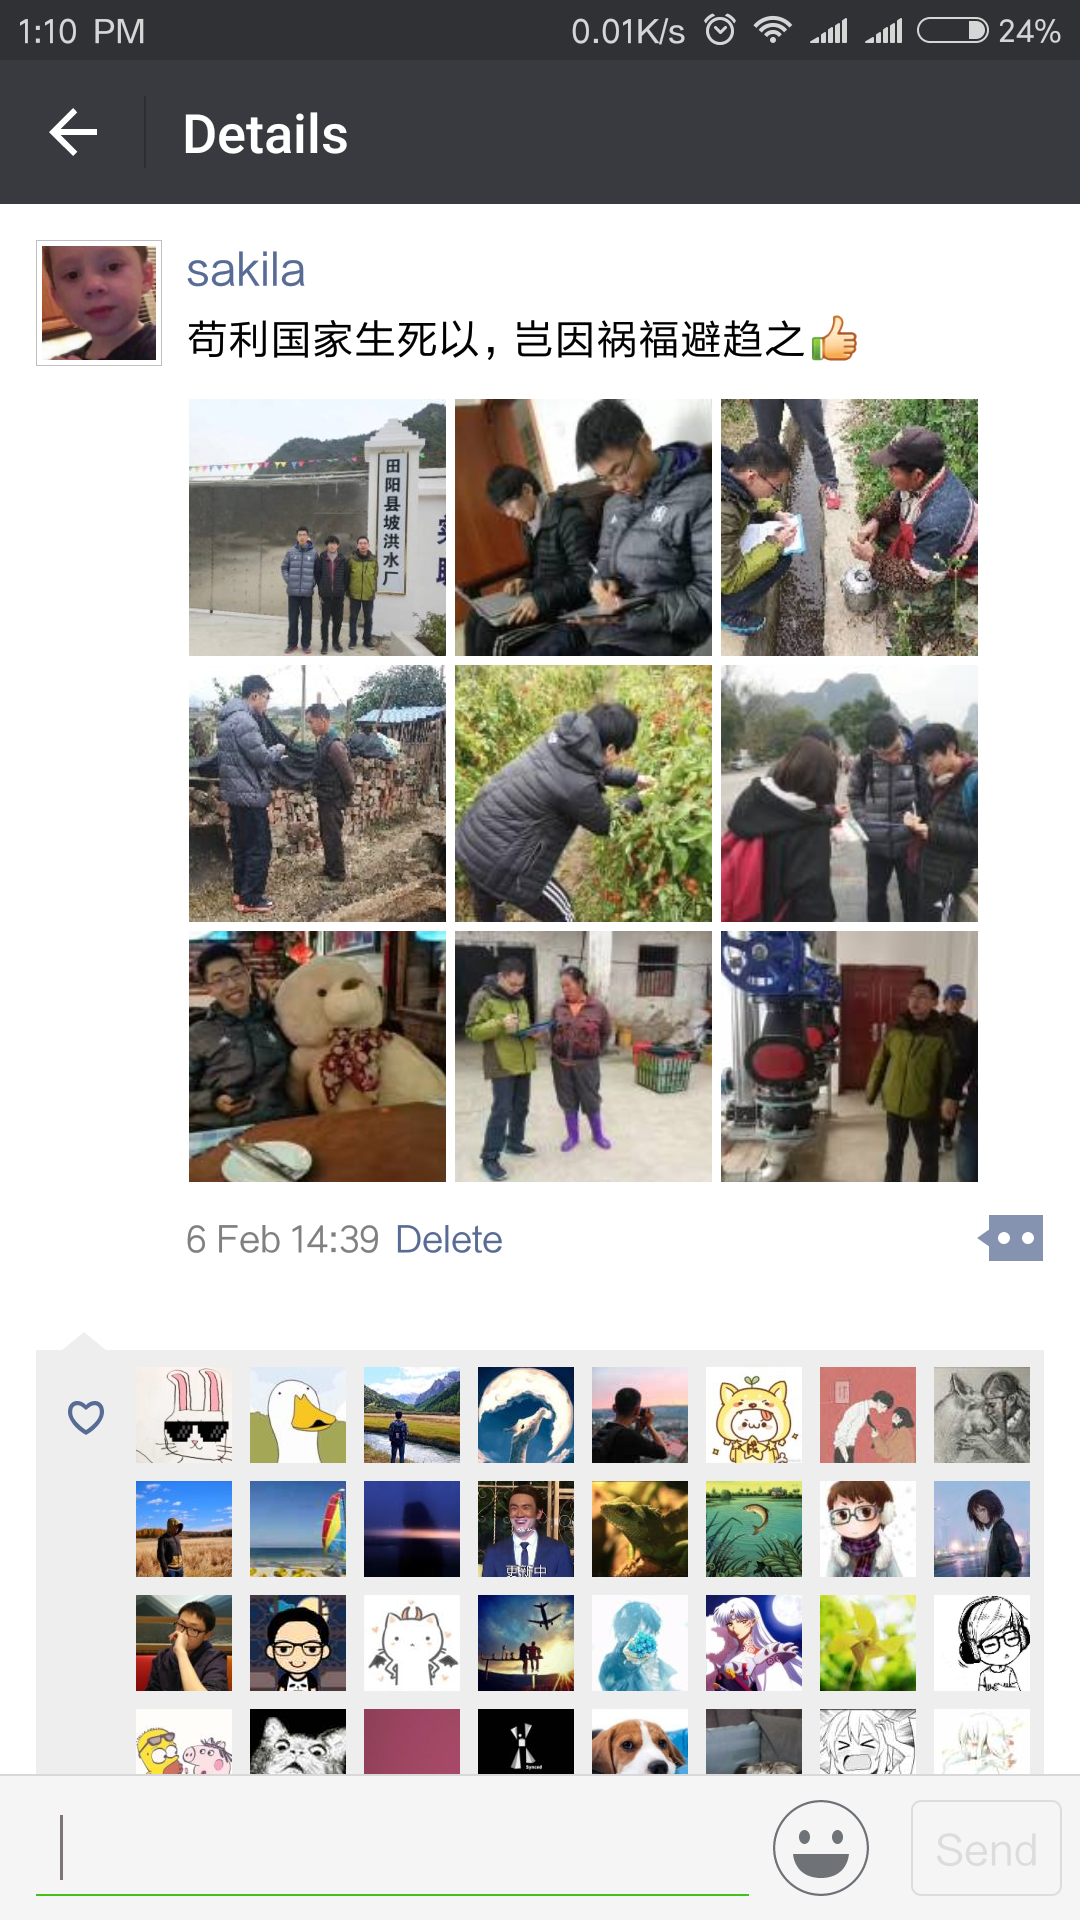 1:10 PM
0.01K/s
24%
Details
sakila
苟利国家生死以, 岂因祸福避趋之👍
田阳县坡洪水厂
6 Feb 14:39 Delete
更新中
Synced
Send